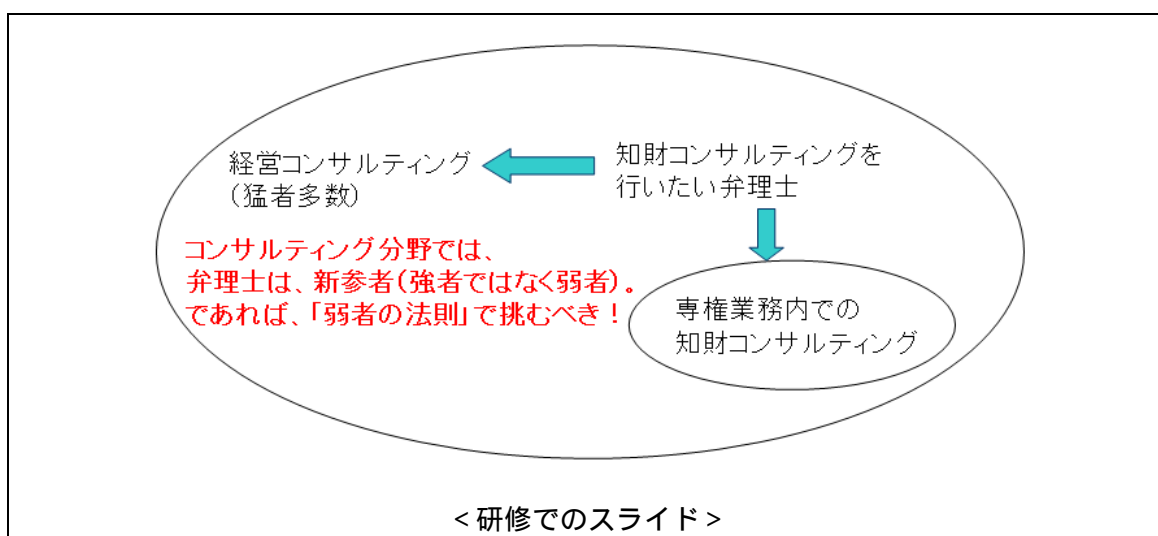 経営コンサルティング
(猛者多数)
知財コンサルティングを
行いたい弁理士
コンサルティング分野では、
弁理士は、新参者(強者ではなく弱者)。
であれば、「弱者の法則」で挑むべき！
専権業務内での
知財コンサルティング
<研修でのスライド>